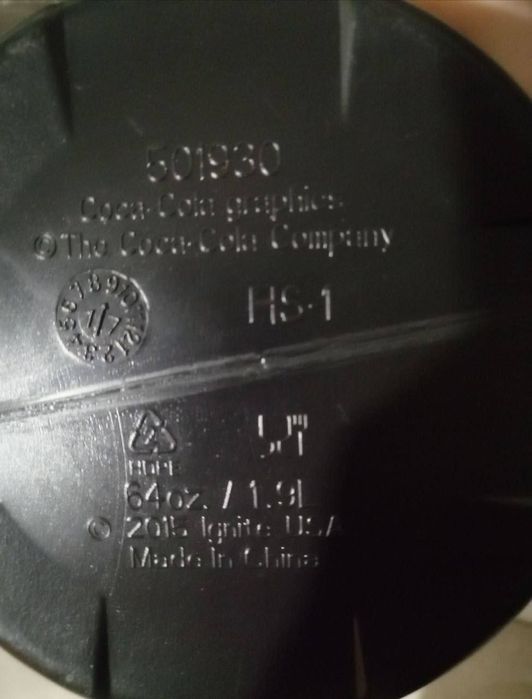 501930
Coca-Cola graphics
© The Coca-Cola Company
HS-1
17
HDPE
64oz. / 1.9L
© 2015 Ignite USA
Made In China